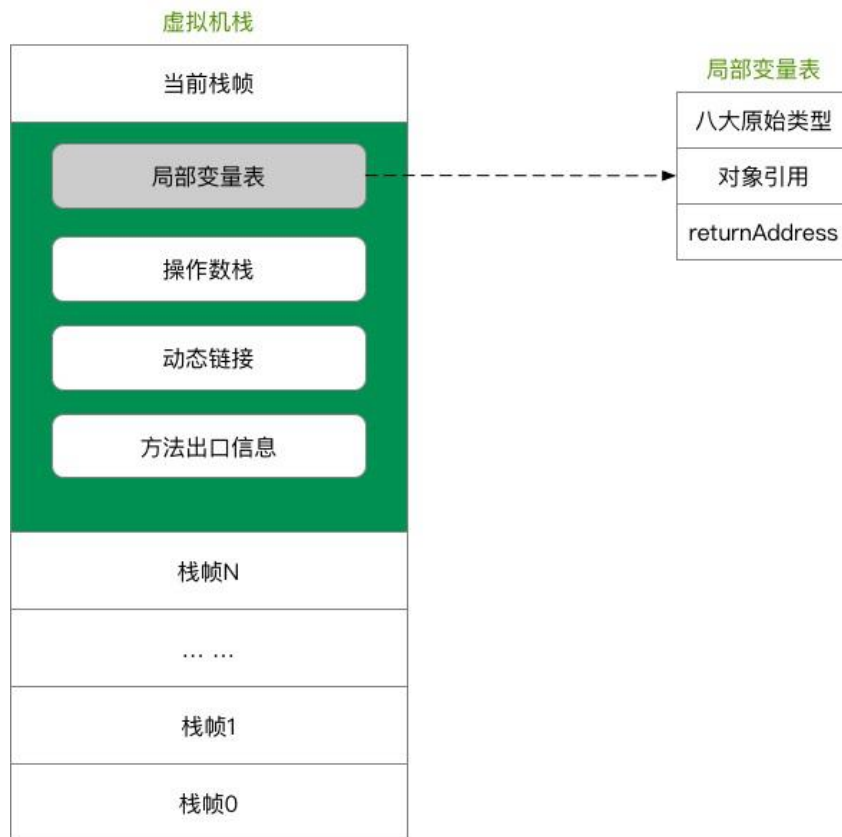 虚拟机栈
当前栈帧
局部变量表
操作数栈
动态链接
方法出口信息
栈帧N
... ...
栈帧1
栈帧0
局部变量表
八大原始类型
对象引用
returnAddress